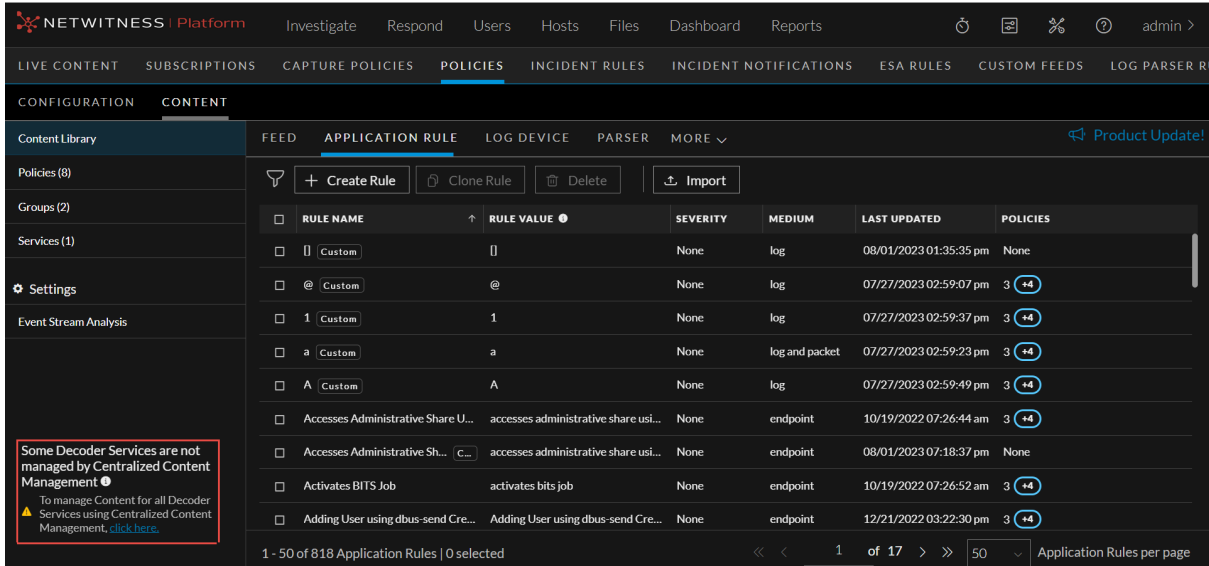 NETWITNESS Platform Investigate Respond Users Hosts Files Dashboard Reports admin >
LIVE CONTENT SUBSCRIPTIONS CAPTURE POLICIES POLICIES INCIDENT RULES INCIDENT NOTIFICATIONS ESA RULES CUSTOM FEEDS LOG PARSER R
CONFIGURATION CONTENT
Content Library
Policies (8)
Groups (2)
Services (1)
Settings
Event Stream Analysis
Some Decoder Services are not
managed by Centralized Content
Management
To manage Content for all Decoder
Services using Centralized Content
Management, click here.
FEED APPLICATION RULE LOG DEVICE PARSER MORE
Product Update!
+ Create Rule Clone Rule Delete Import
RULE NAME ↑ RULE VALUE SEVERITY MEDIUM LAST UPDATED POLICIES
[] Custom [] None log 08/01/2023 01:35:35 pm None
@ Custom @ None log 07/27/2023 02:59:07 pm 3 +4
1 Custom 1 None log 07/27/2023 02:59:37 pm 3 +4
a Custom a None log and packet 07/27/2023 02:59:23 pm 3 +4
A Custom A None log 07/27/2023 02:59:49 pm 3 +4
Accesses Administrative Share U... accesses administrative share usi... None endpoint 10/19/2022 07:26:44 am 3 +4
Accesses Administrative Sh... C... accesses administrative share usi... None endpoint 08/01/2023 07:18:37 pm None
Activates BITS Job activates bits job None endpoint 10/19/2022 07:26:52 am 3 +4
Adding User using dbus-send Cre... Adding User using dbus-send Cre... None endpoint 12/21/2022 03:22:30 pm 3 +4
1 - 50 of 818 Application Rules | 0 selected
« < 1 of 17 > » 50 Application Rules per page